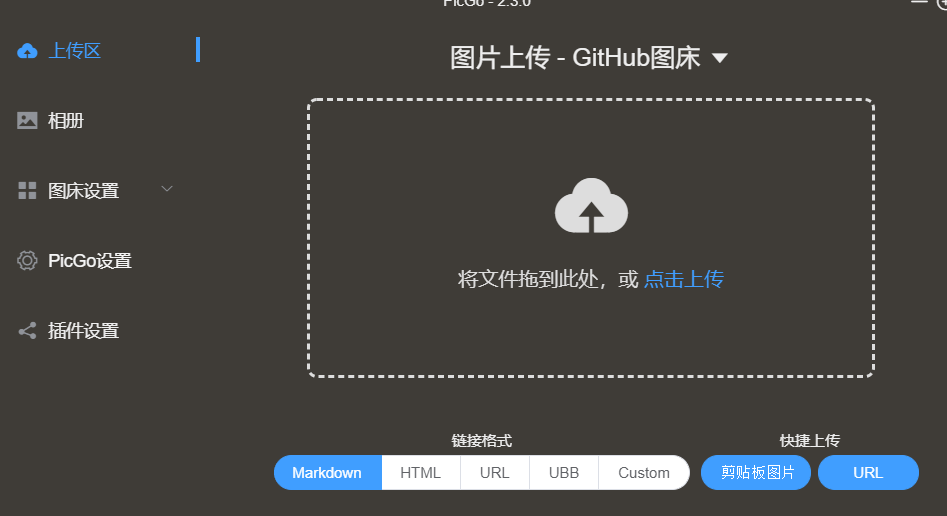 PicGo - 2.3.0
上传区
相册
图床设置
PicGo设置
插件设置
图片上传 - GitHub图床
将文件拖到此处，或 点击上传
链接格式
Markdown HTML URL UBB Custom
快捷上传
剪贴板图片 URL